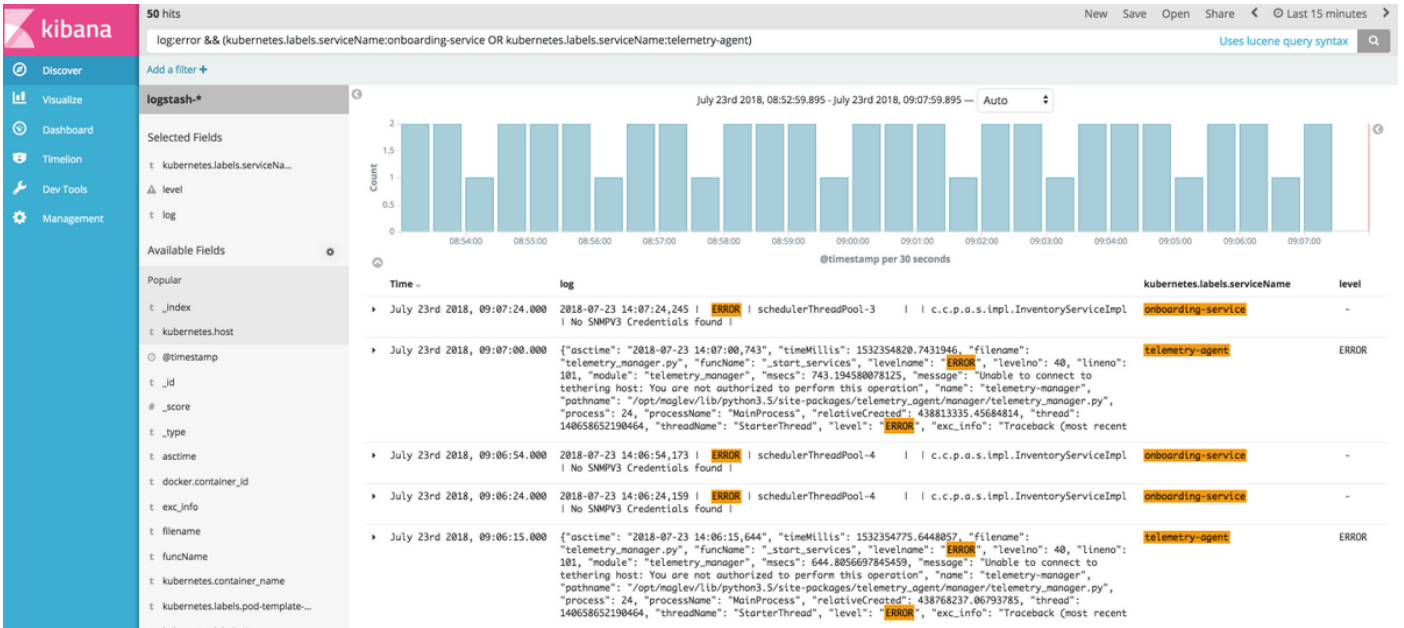 kibana
Discover
Visualize
Dashboard
Timelion
Dev Tools
Management
50 hits
New Save Open Share Last 15 minutes
log:error && (kubernetes.labels.serviceName:onboarding-service OR kubernetes.labels.serviceName:telemetry-agent)
Uses lucene query syntax
Add a filter +
logstash-*
Selected Fields
t kubernetes.labels.serviceNa...
level
t log
Available Fields
Popular
t _index
t kubernetes.host
@timestamp
t _id
# _score
t _type
t asctime
t docker.container_id
t exc_info
t filename
t funcName
t kubernetes.container_name
t kubernetes.labels.pod-template-...
July 23rd 2018, 08:52:59.895 - July 23rd 2018, 09:07:59.895 — Auto
Count
2
1.5
1
0.5
0
08:54:00 08:55:00 08:56:00 08:57:00 08:58:00 08:59:00 09:00:00 09:01:00 09:02:00 09:03:00 09:04:00 09:05:00 09:06:00 09:07:00
@timestamp per 30 seconds
Time log kubernetes.labels.serviceName level
July 23rd 2018, 09:07:24.000 2018-07-23 14:07:24,245 | ERROR | schedulerThreadPool-3 | | c.c.p.a.s.impl.InventoryServiceImpl onboarding-service -
| No SNMPV3 Credentials found |
July 23rd 2018, 09:07:00.000 {"asctime": "2018-07-23 14:07:00,743", "timeMillis": 1532354820.7431946, "filename": telemetry-agent ERROR
"telemetry_manager.py", "funcName": "_start_services", "levelname": "ERROR", "levelno": 40, "lineno":
101, "module": "telemetry_manager", "msecs": 743.194580078125, "message": "Unable to connect to
tethering host: You are not authorized to perform this operation", "name": "telemetry-manager",
"pathname": "/opt/maglev/lib/python3.5/site-packages/telemetry_agent/manager/telemetry_manager.py",
"process": 24, "processName": "MainProcess", "relativeCreated": 438813335.45684814, "thread":
140658652190464, "threadName": "StarterThread", "level": "ERROR", "exc_info": "Traceback (most recent
July 23rd 2018, 09:06:54.000 2018-07-23 14:06:54,173 | ERROR | schedulerThreadPool-4 | | c.c.p.a.s.impl.InventoryServiceImpl onboarding-service -
| No SNMPV3 Credentials found |
July 23rd 2018, 09:06:24.000 2018-07-23 14:06:24,159 | ERROR | schedulerThreadPool-4 | | c.c.p.a.s.impl.InventoryServiceImpl onboarding-service -
| No SNMPV3 Credentials found |
July 23rd 2018, 09:06:15.000 {"asctime": "2018-07-23 14:06:15,644", "timeMillis": 1532354775.6448057, "filename": telemetry-agent ERROR
"telemetry_manager.py", "funcName": "_start_services", "levelname": "ERROR", "levelno": 40, "lineno":
101, "module": "telemetry_manager", "msecs": 644.8056697845459, "message": "Unable to connect to
tethering host: You are not authorized to perform this operation", "name": "telemetry-manager",
"pathname": "/opt/maglev/lib/python3.5/site-packages/telemetry_agent/manager/telemetry_manager.py",
"process": 24, "processName": "MainProcess", "relativeCreated": 438768237.06793785, "thread":
140658652190464, "threadName": "StarterThread", "level": "ERROR", "exc_info": "Traceback (most recent